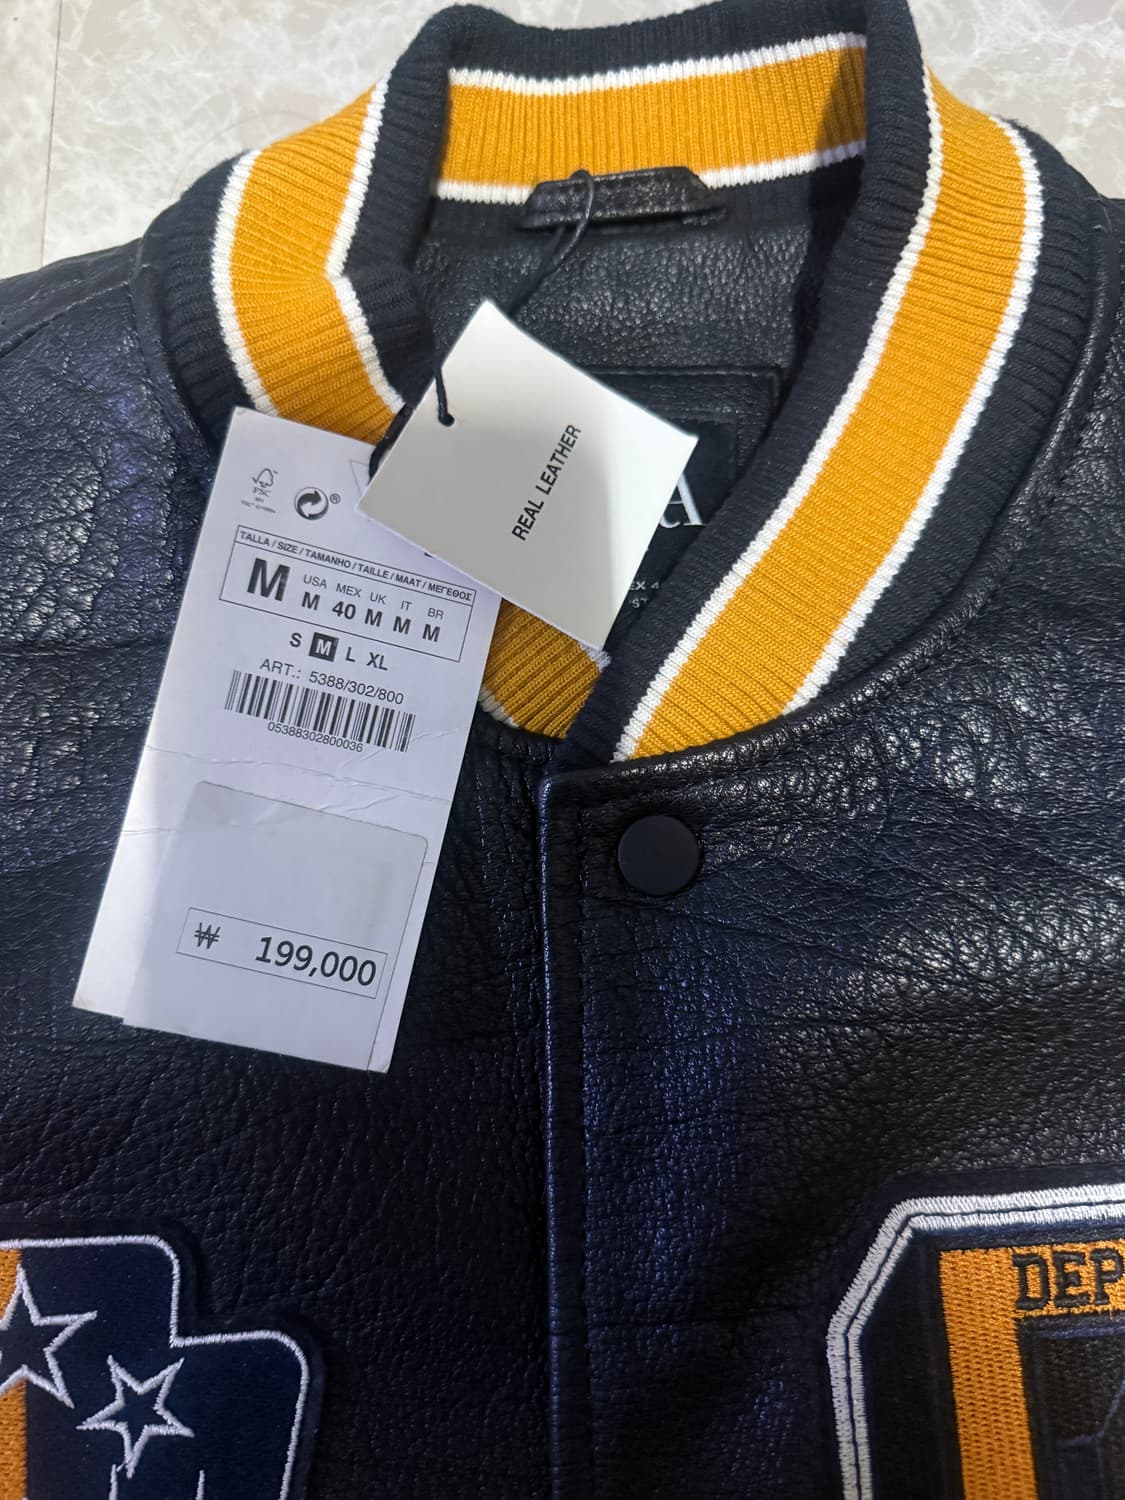 REAL LEATHER
A
FSC
®
TALLA / SIZE / TAMANHO / TAILLE / MAAT / ΜΕΓΕΘΟΣ
M
USA MEX UK IT BR
M 40 M M M
S M L XL
ART.: 5388/302/800
05388302800036
₩ 199,000
DEP